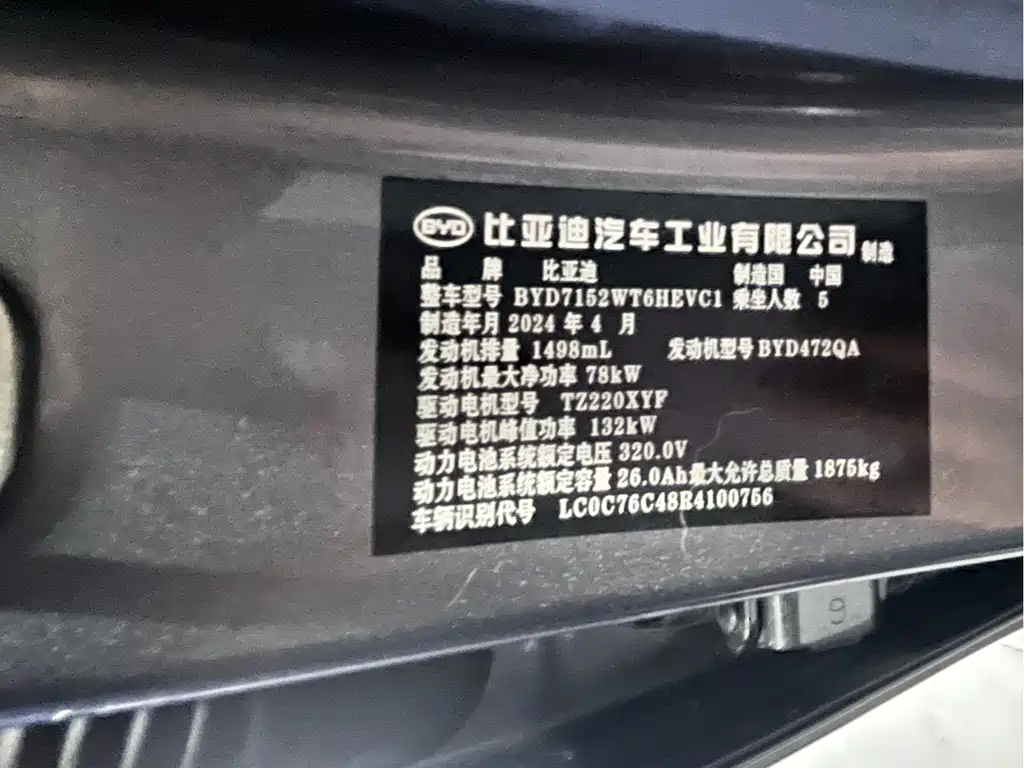 BYD 比亚迪汽车工业有限公司 制造
品 牌 比亚迪 制造国 中国
整车型号 BYD7152WT6HEVC1 乘坐人数 5
制造年月 2024 年 4 月
发动机排量 1498mL 发动机型号 BYD472QA
发动机最大净功率 78kW
驱动电机型号 TZ220XYF
驱动电机峰值功率 132kW
动力电池系统额定电压 320.0V
动力电池系统额定容量 26.0Ah 最大允许总质量 1875kg
车辆识别代号 LC0C76C48R4100756
9